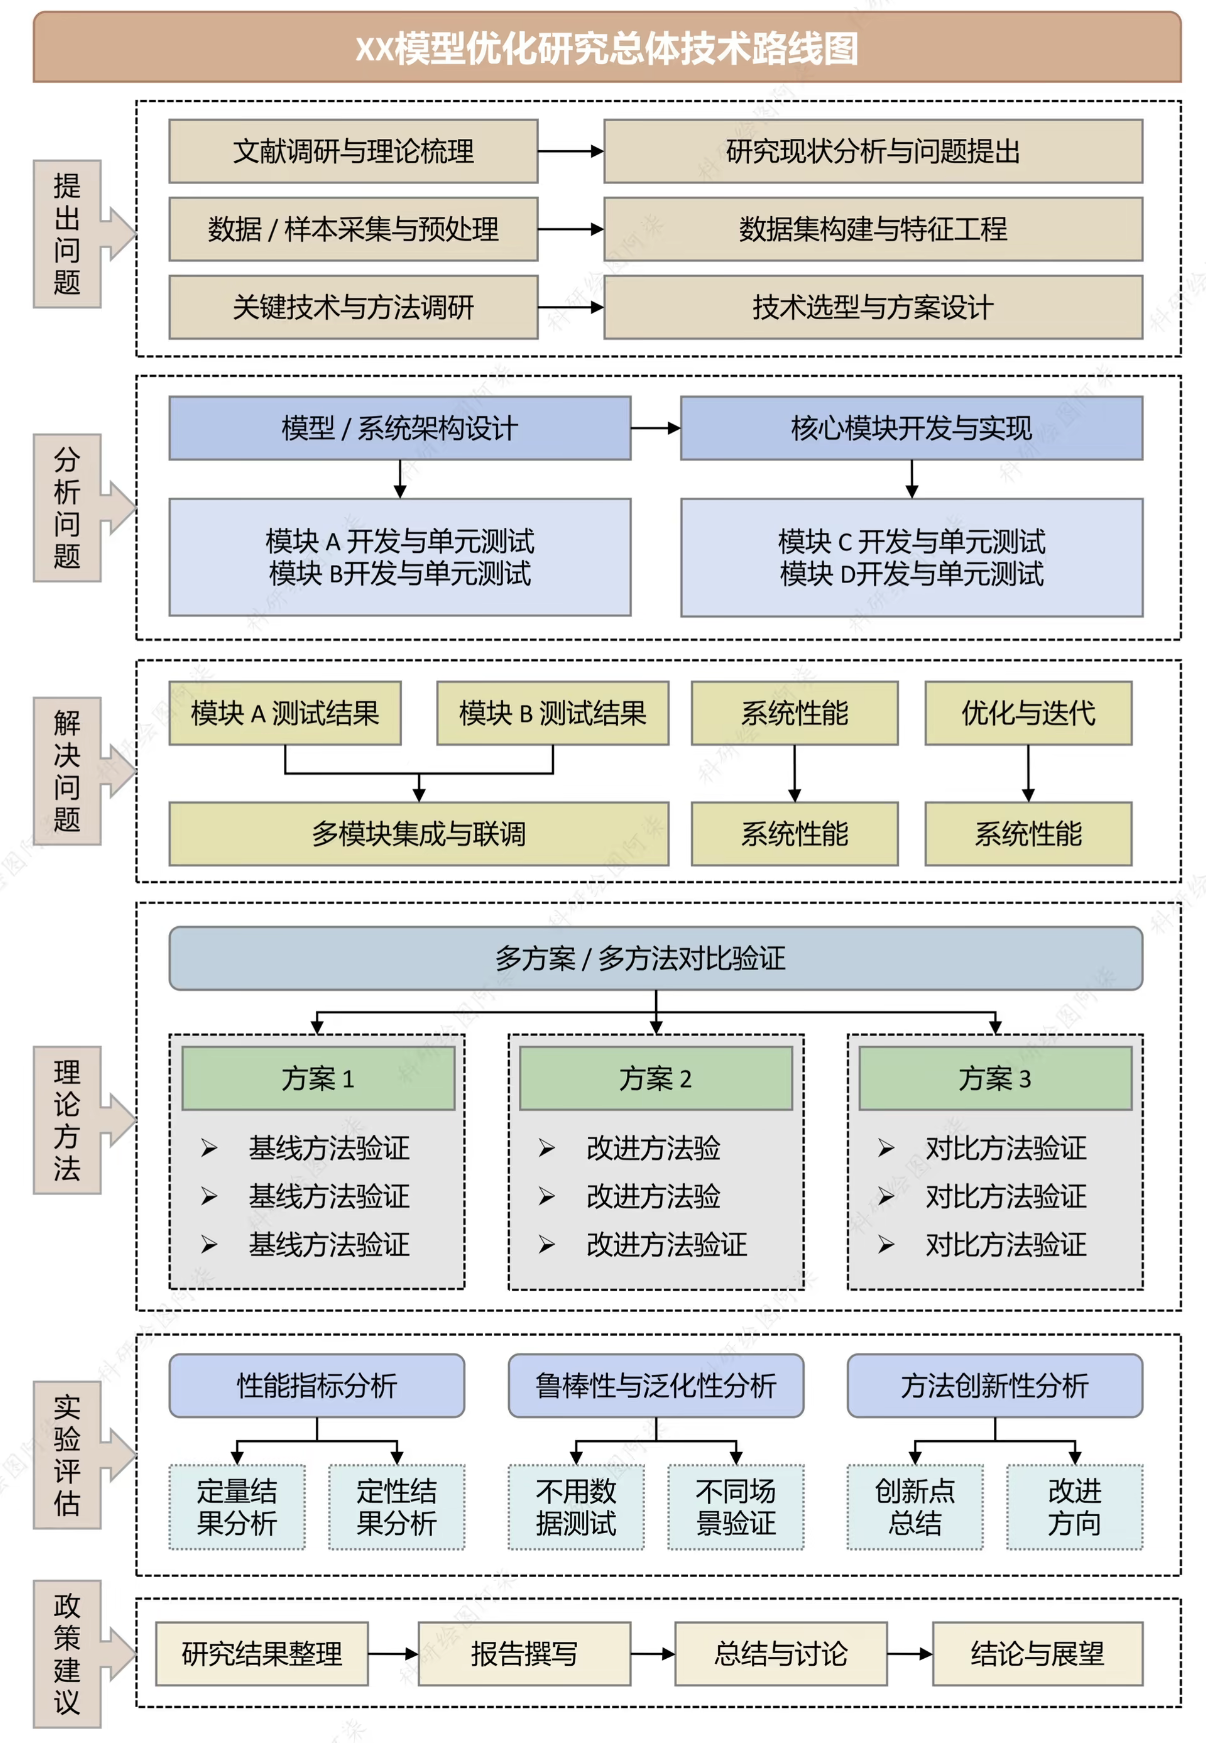 XX模型优化研究总体技术路线图
提出问题
文献调研与理论梳理
研究现状分析与问题提出
数据 / 样本采集与预处理
数据集构建与特征工程
关键技术与方法调研
技术选型与方案设计
分析问题
模型 / 系统架构设计
核心模块开发与实现
模块 A 开发与单元测试
模块 B开发与单元测试
模块 C 开发与单元测试
模块 D开发与单元测试
解决问题
模块 A 测试结果
模块 B 测试结果
系统性能
优化与迭代
多模块集成与联调
系统性能
系统性能
理论方法
多方案 / 多方法对比验证
方案 1
基线方法验证
基线方法验证
基线方法验证
方案 2
改进方法验
改进方法验
改进方法验证
方案 3
对比方法验证
对比方法验证
对比方法验证
实验评估
性能指标分析
鲁棒性与泛化性分析
方法创新性分析
定量结
果分析
定性结
果分析
不用数
据测试
不同场
景验证
创新点
总结
改进
方向
政策建议
研究结果整理
报告撰写
总结与讨论
结论与展望
科研绘图阿柒